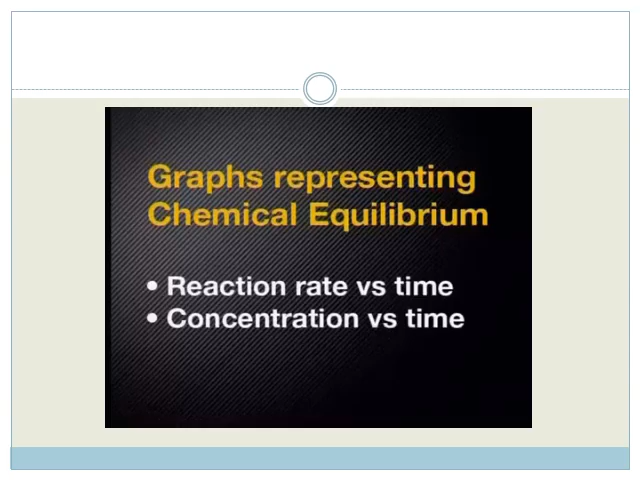 Graphs representing
Chemical Equilibrium
• Reaction rate vs time
• Concentration vs time